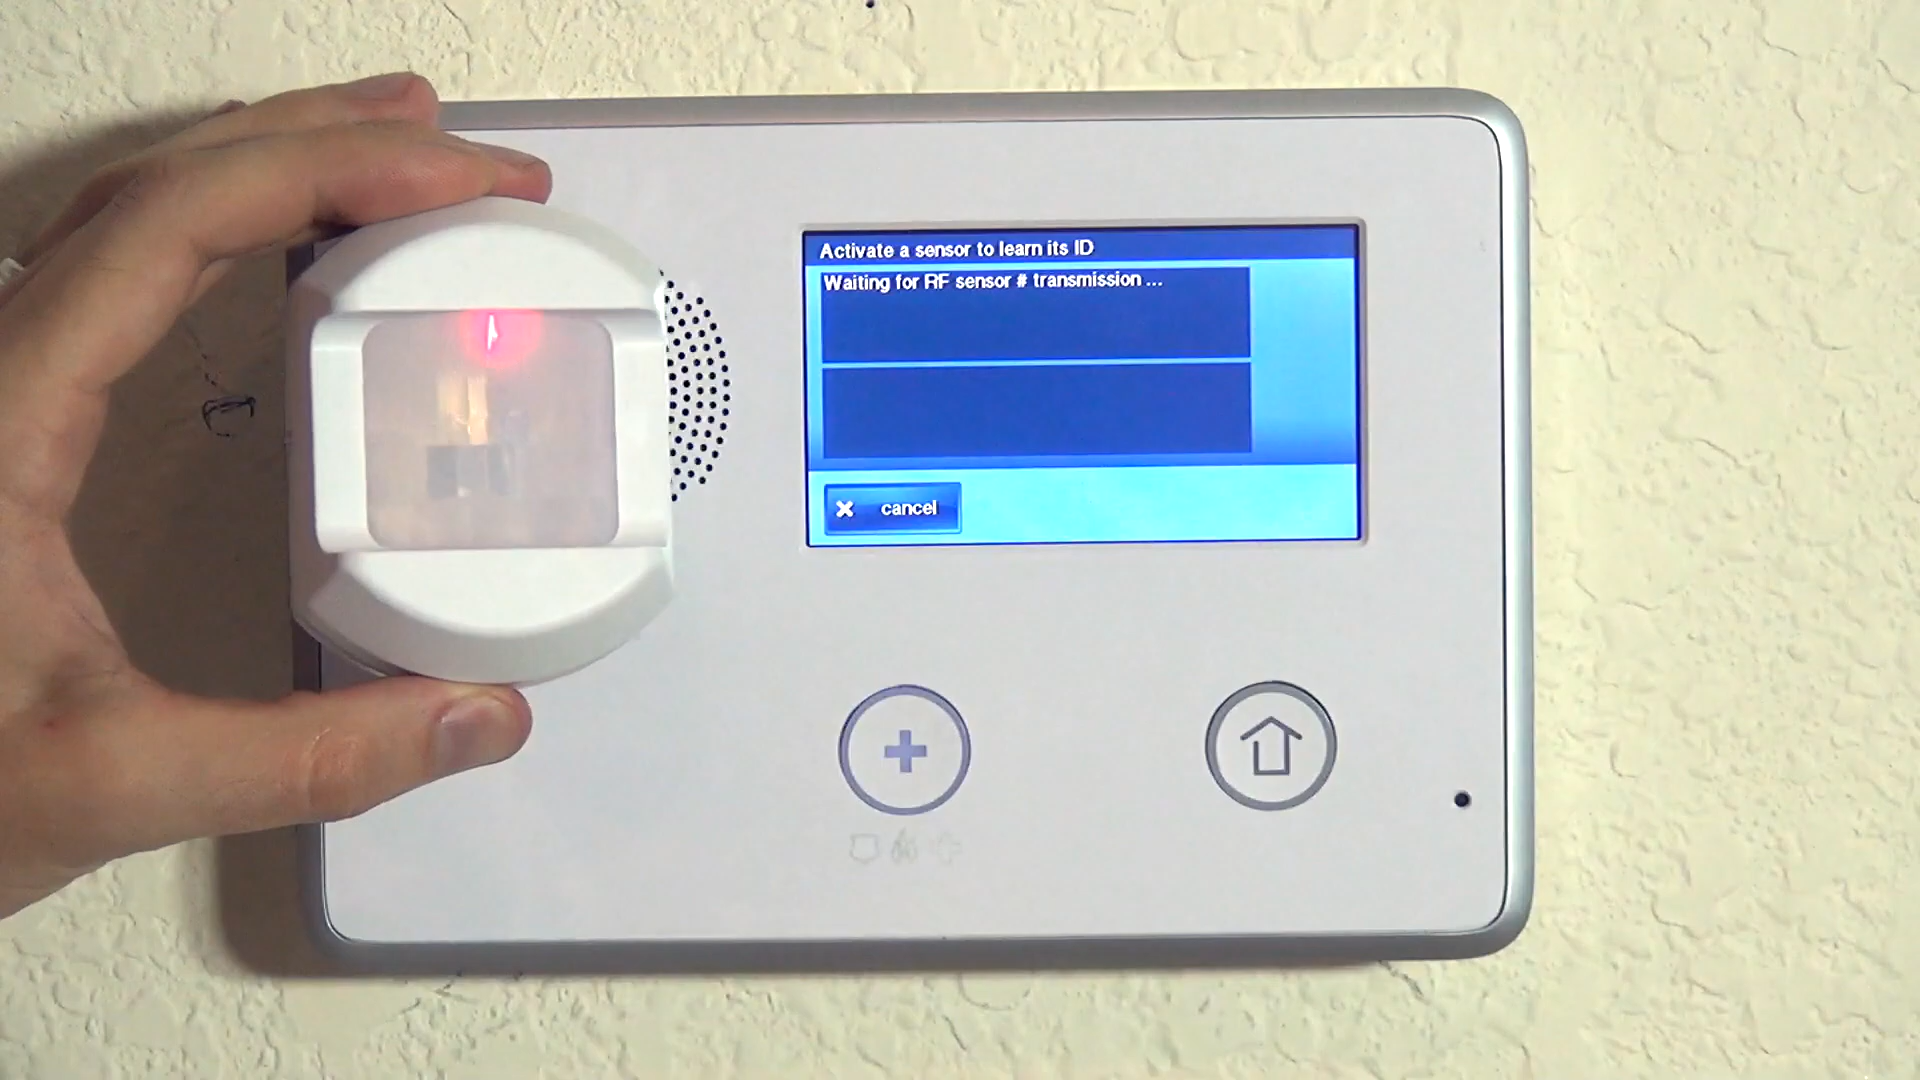 Activate a sensor to learn its ID
Waiting for RF sensor # transmission ...
cancel